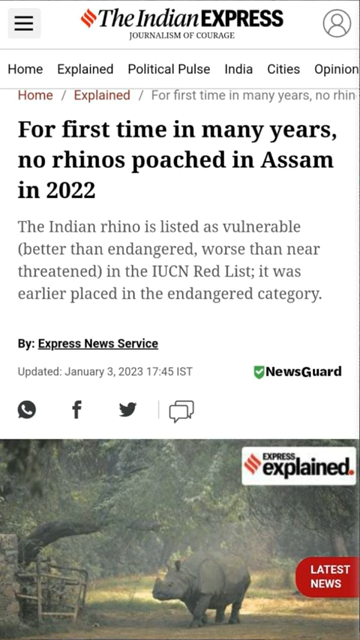 The Indian EXPRESS
JOURNALISM OF COURAGE
Home Explained Political Pulse India Cities Opinion
Home / Explained / For first time in many years, no rhin
For first time in many years,
no rhinos poached in Assam
in 2022
The Indian rhino is listed as vulnerable
(better than endangered, worse than near
threatened) in the IUCN Red List; it was
earlier placed in the endangered category.
By: Express News Service
Updated: January 3, 2023 17:45 IST
NewsGuard
EXPRESS
explained.
LATEST
NEWS